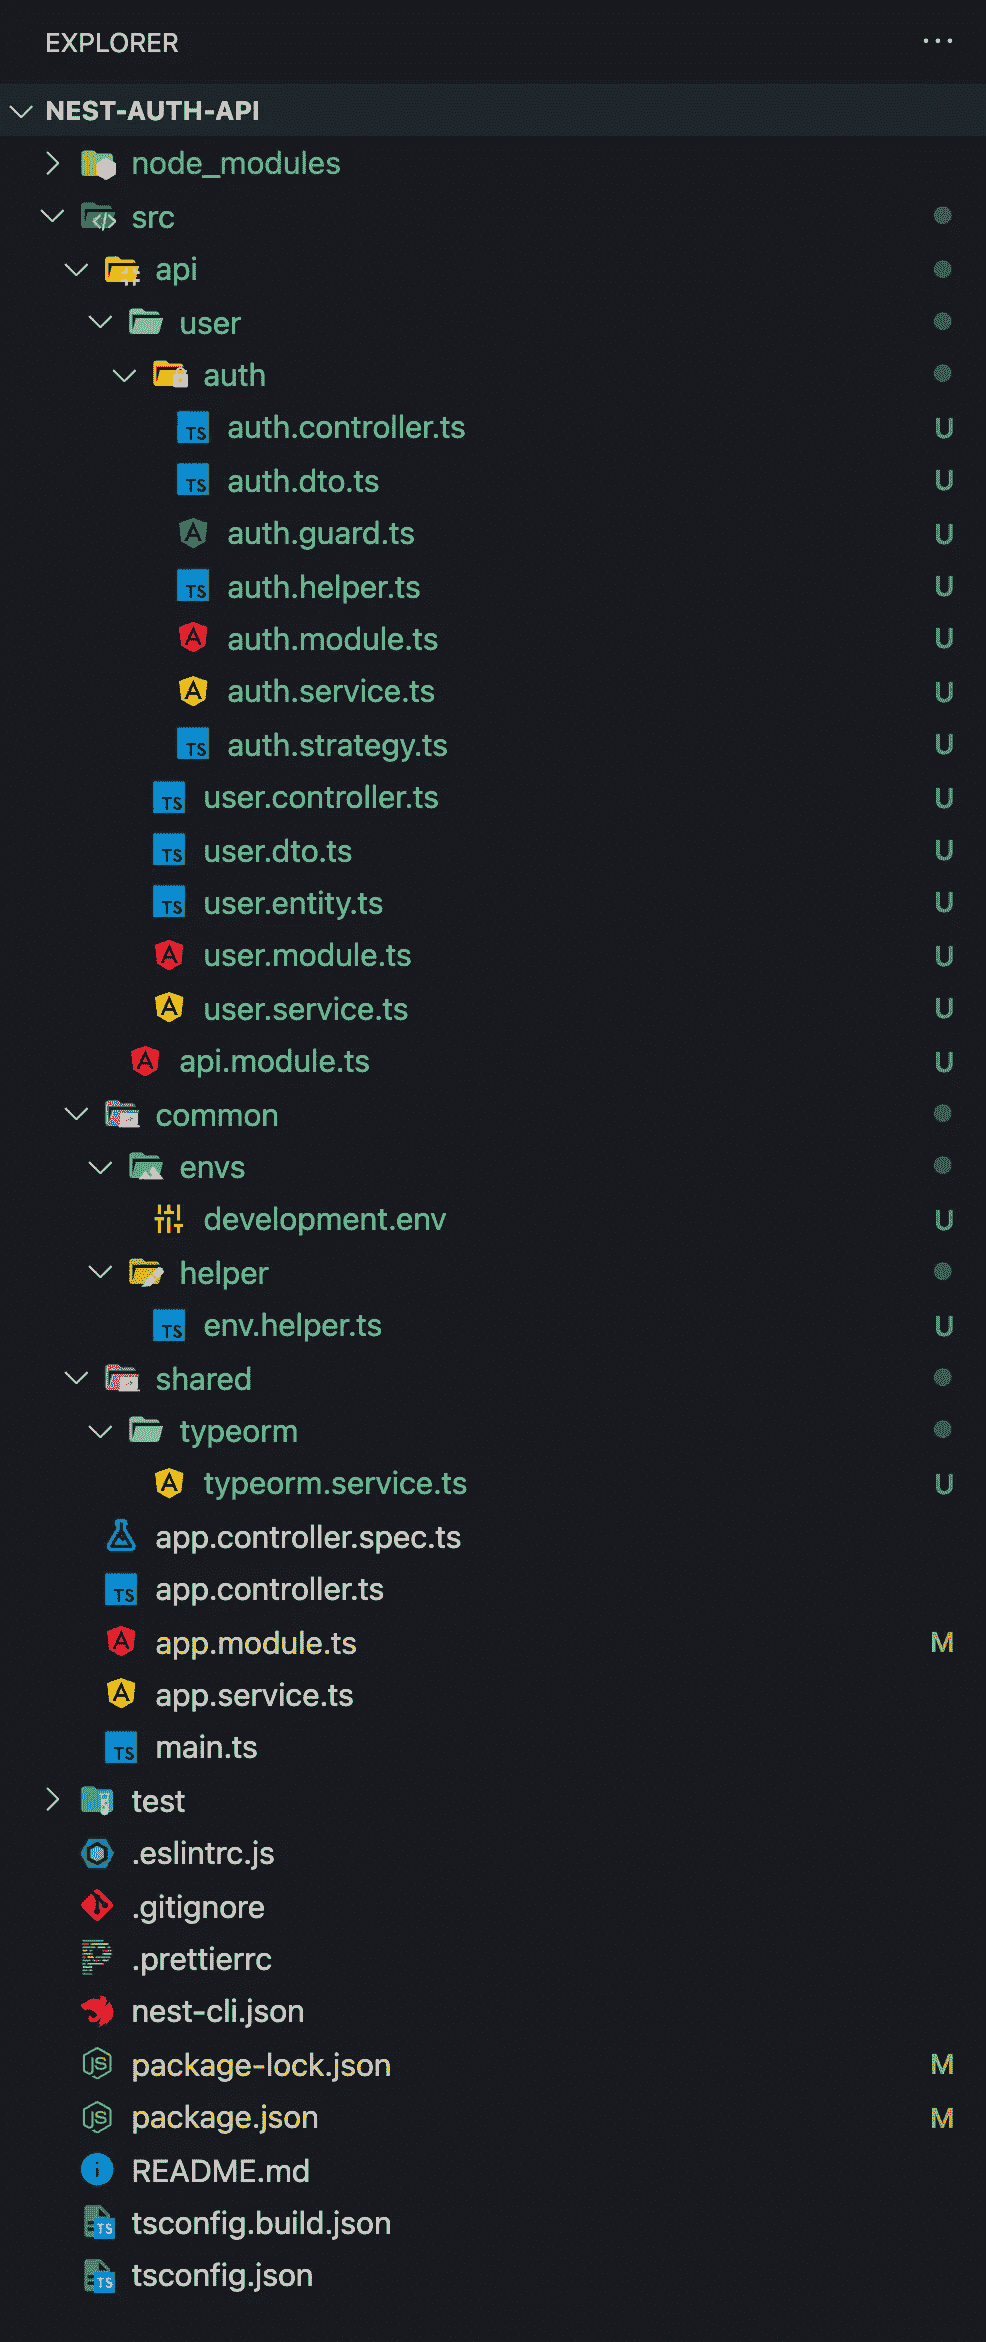 EXPLORER ...
NEST-AUTH-API
node_modules
src
api
user
auth
TS auth.controller.ts U
TS auth.dto.ts U
auth.guard.ts U
TS auth.helper.ts U
auth.module.ts U
auth.service.ts U
TS auth.strategy.ts U
TS user.controller.ts U
TS user.dto.ts U
TS user.entity.ts U
user.module.ts U
user.service.ts U
api.module.ts U
common
envs
development.env U
helper
TS env.helper.ts U
shared
typeorm
typeorm.service.ts U
app.controller.spec.ts
TS app.controller.ts
app.module.ts M
app.service.ts
TS main.ts
test
.eslintrc.js
.gitignore
.prettierrc
nest-cli.json
JS package-lock.json M
JS package.json M
README.md
TS tsconfig.build.json
TS tsconfig.json